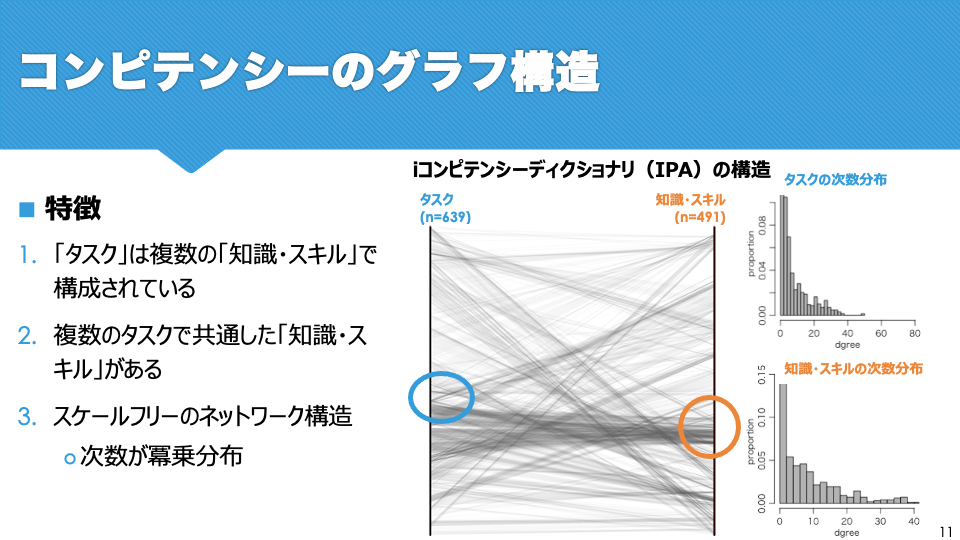 コンピテンシーのグラフ構造
■ 特徴
1. 「タスク」は複数の「知識・スキル」で
構成されている
2. 複数のタスクで共通した「知識・ス
キル」がある
3. スケールフリーのネットワーク構造
○次数が冪乗分布
iコンピテンシーディクショナリ（IPA）の構造
タスク
(n=639)
知識・スキル
(n=491)
タスクの次数分布
proportion
0.08
0.04
0.00
0 20 40 60 80
dgree
知識・スキルの次数分布
proportion
0.15
0.10
0.05
0.00
0 10 20 30 40
dgree
11